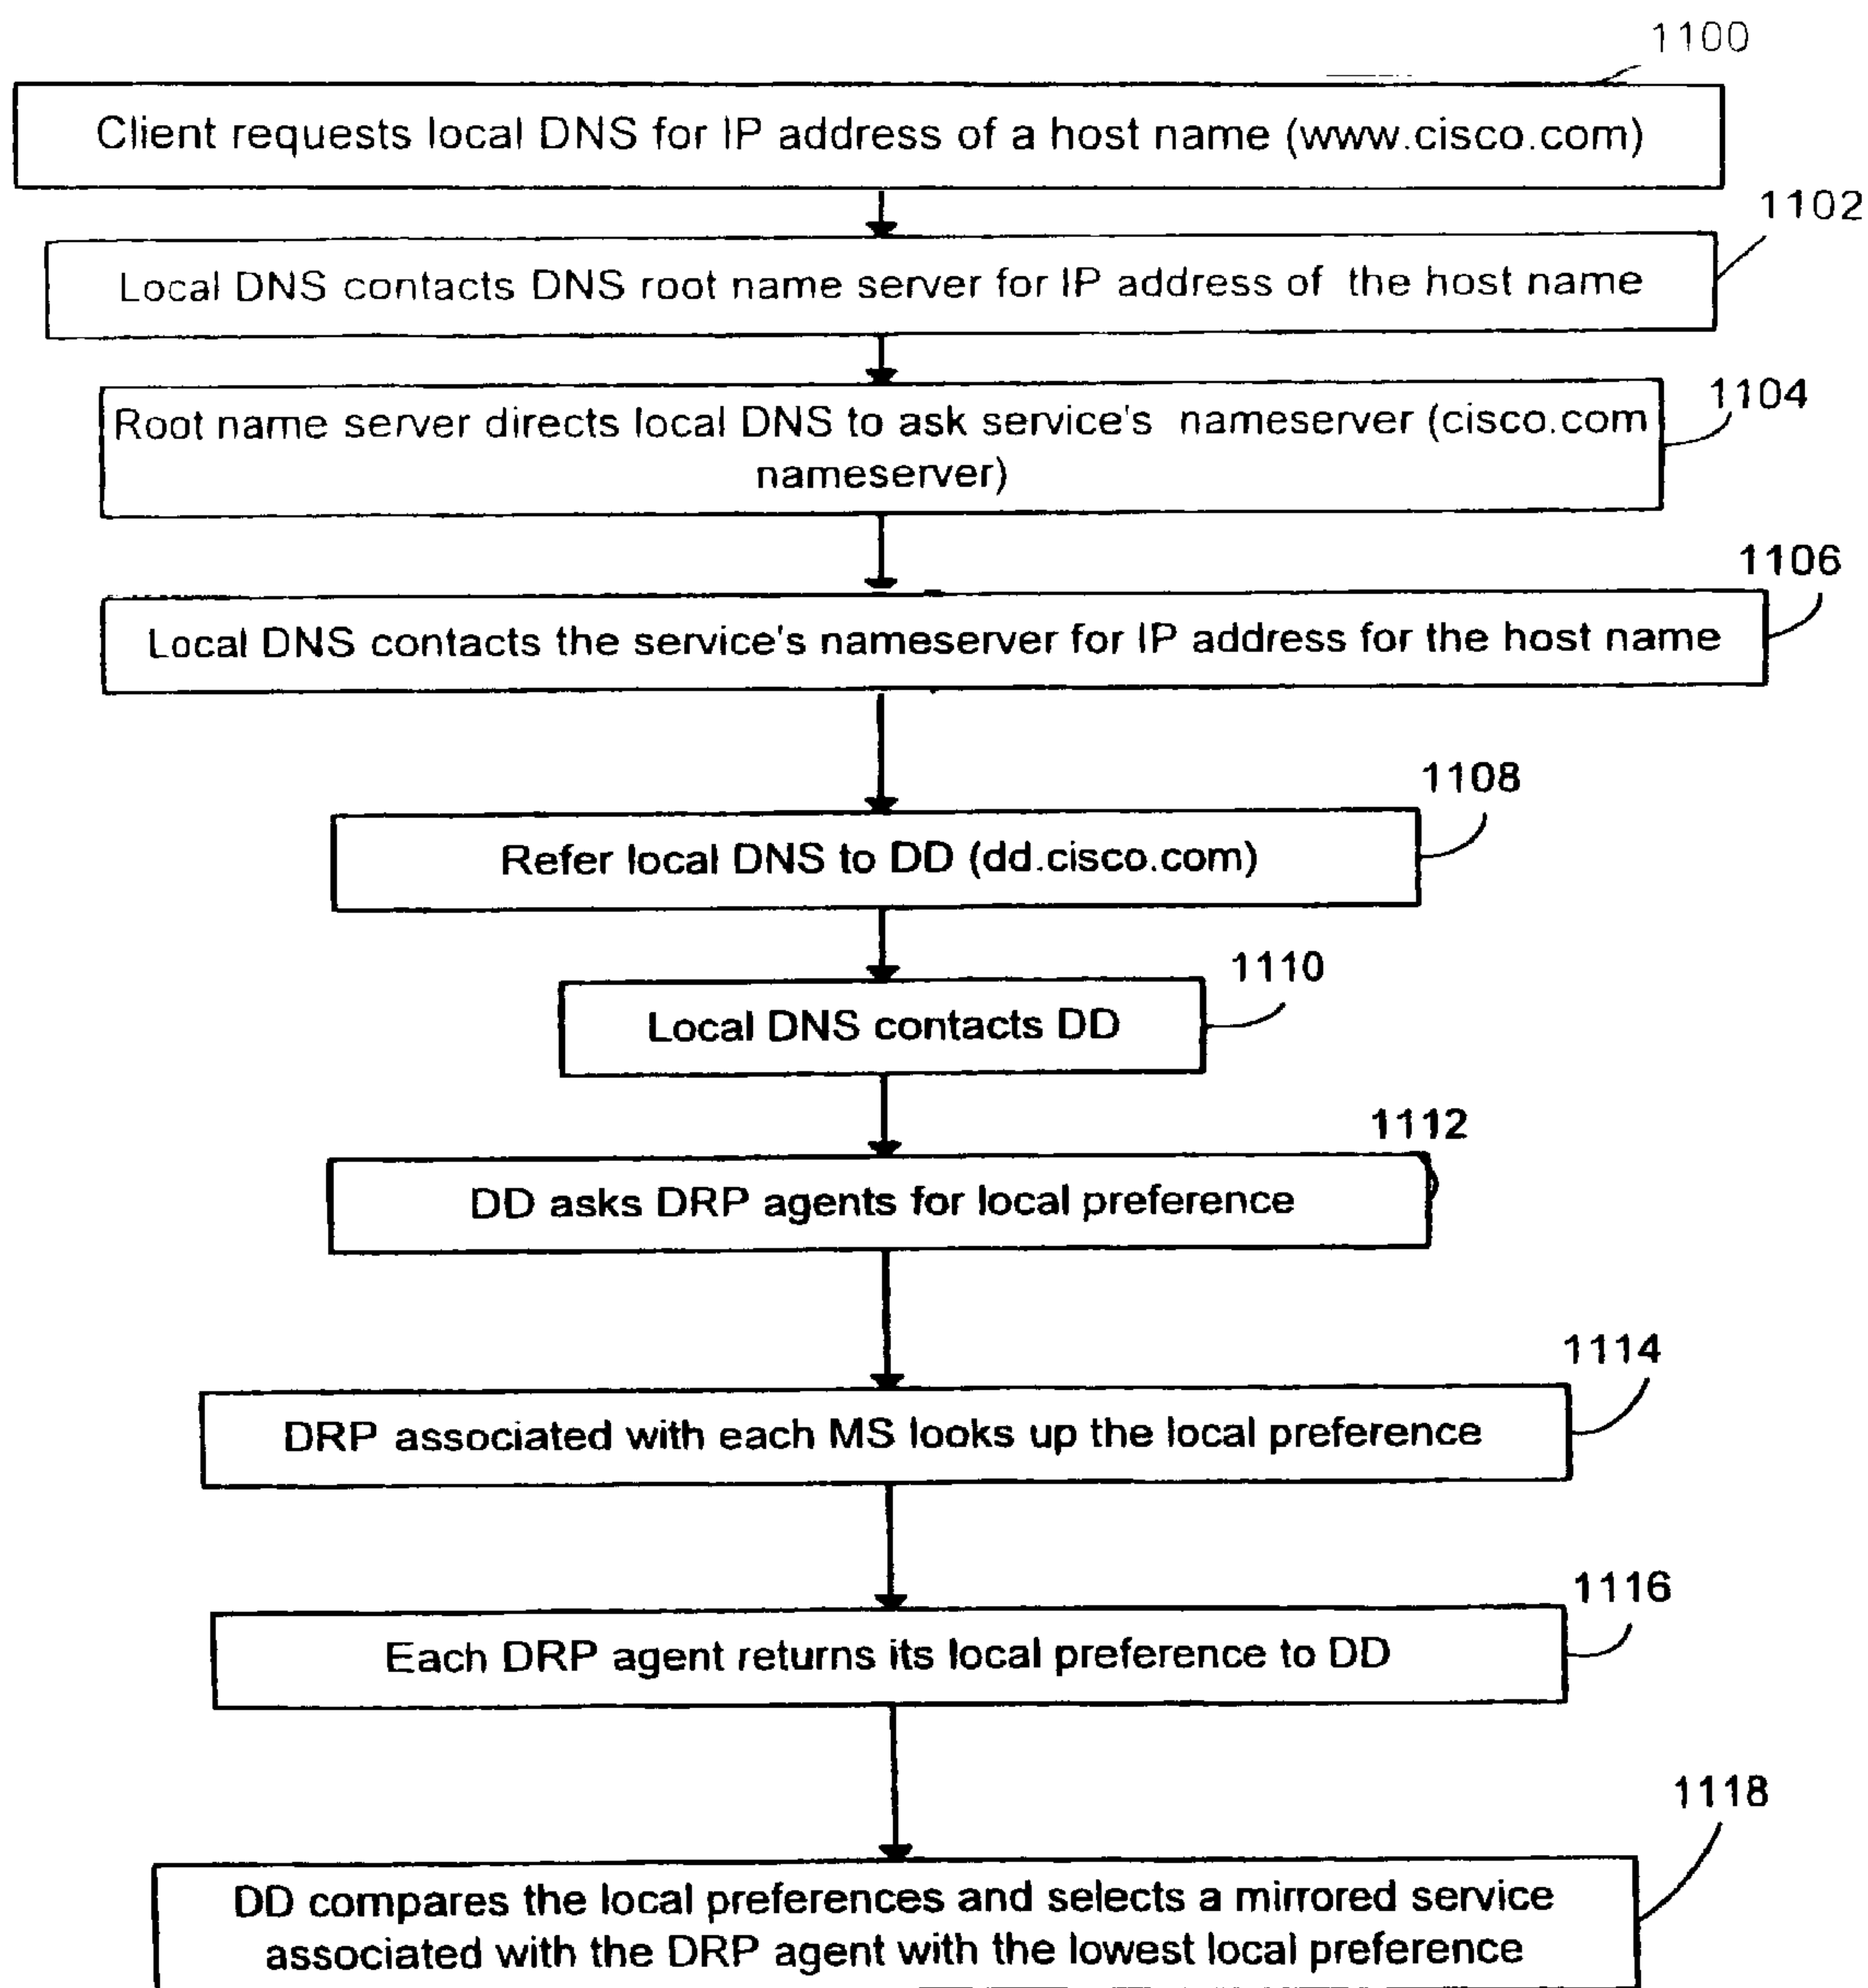 1100
Client requests local DNS for IP address of a host name (www.cisco.com)
1102
Local DNS contacts DNS root name server for IP address of the host name
1104
Root name server directs local DNS to ask service's nameserver (cisco.com
nameserver)
1106
Local DNS contacts the service's nameserver for IP address for the host name
1108
Refer local DNS to DD (dd.cisco.com)
1110
Local DNS contacts DD
1112
DD asks DRP agents for local preference
1114
DRP associated with each MS looks up the local preference
1116
Each DRP agent returns its local preference to DD
1118
DD compares the local preferences and selects a mirrored service
associated with the DRP agent with the lowest local preference